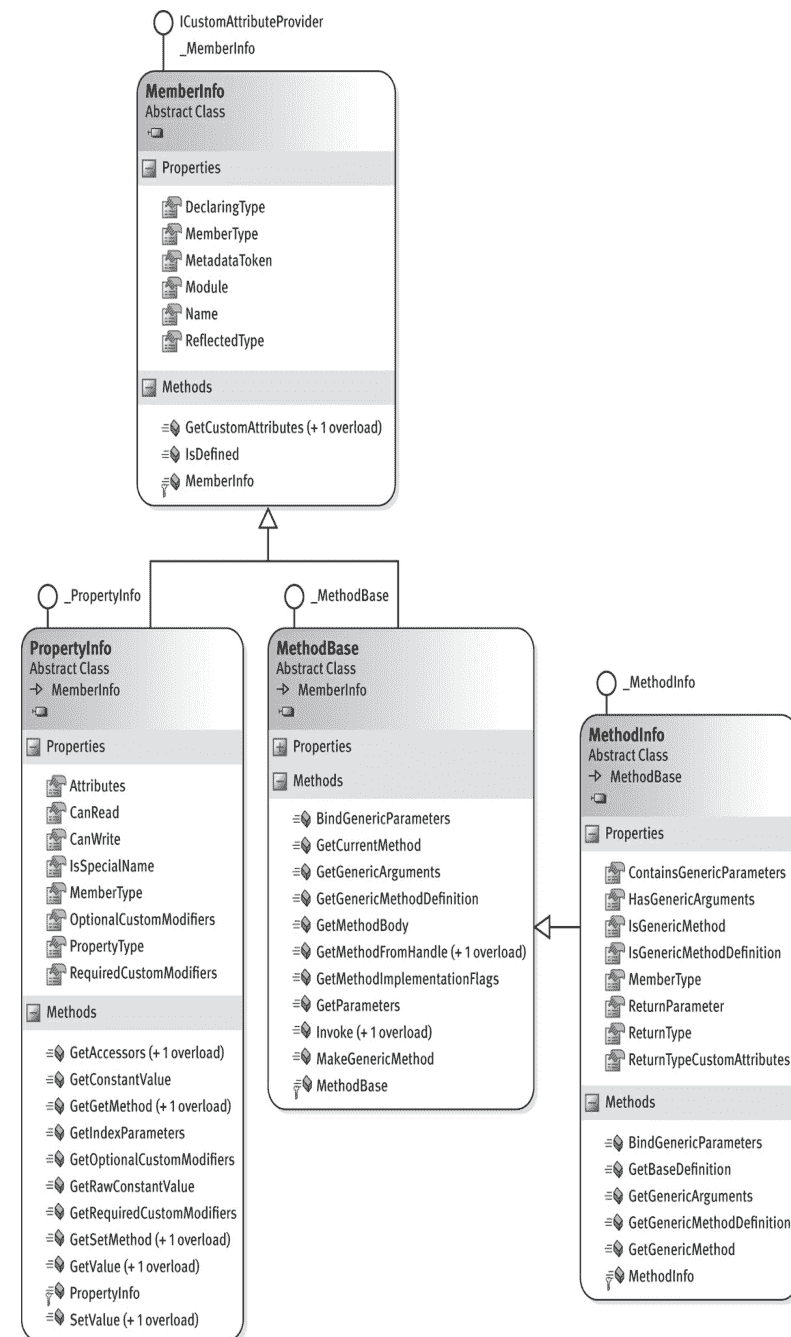 ICustomAttributeProvider
_MemberInfo
MemberInfo
Abstract Class
Properties
DeclaringType
MemberType
MetadataToken
Module
Name
ReflectedType
Methods
GetCustomAttributes (+ 1 overload)
IsDefined
MemberInfo
_PropertyInfo
PropertyInfo
Abstract Class
MemberInfo
Properties
Attributes
CanRead
CanWrite
IsSpecialName
MemberType
OptionalCustomModifiers
PropertyType
RequiredCustomModifiers
Methods
GetAccessors (+ 1 overload)
GetConstantValue
GetGetMethod (+ 1 overload)
GetIndexParameters
GetOptionalCustomModifiers
GetRawConstantValue
GetRequiredCustomModifiers
GetSetMethod (+ 1 overload)
GetValue (+ 1 overload)
PropertyInfo
SetValue (+ 1 overload)
_MethodBase
MethodBase
Abstract Class
MemberInfo
Properties
Methods
BindGenericParameters
GetCurrentMethod
GetGenericArguments
GetGenericMethodDefinition
GetMethodBody
GetMethodFromHandle (+ 1 overload)
GetMethodImplementationFlags
GetParameters
Invoke (+ 1 overload)
MakeGenericMethod
MethodBase
_MethodInfo
MethodInfo
Abstract Class
MethodBase
Properties
ContainsGenericParameters
HasGenericArguments
IsGenericMethod
IsGenericMethodDefinition
MemberType
ReturnParameter
ReturnType
ReturnTypeCustomAttributes
Methods
BindGenericParameters
GetBaseDefinition
GetGenericArguments
GetGenericMethodDefinition
GetGenericMethod
MethodInfo